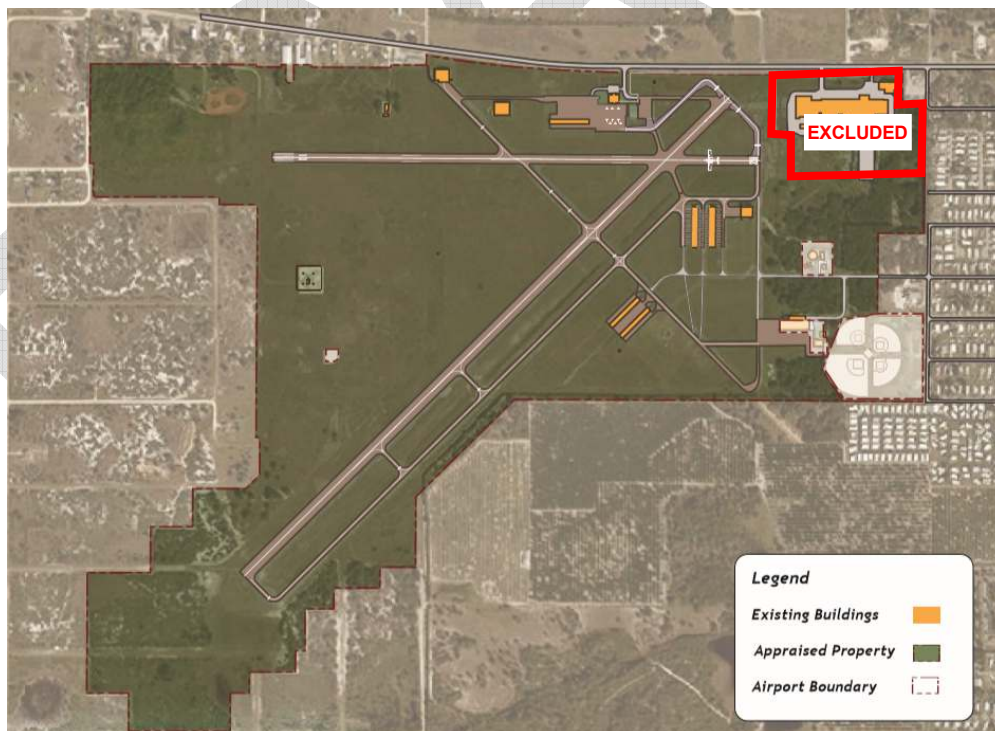 EXCLUDED
Legend
Existing Buildings
Appraised Property
Airport Boundary